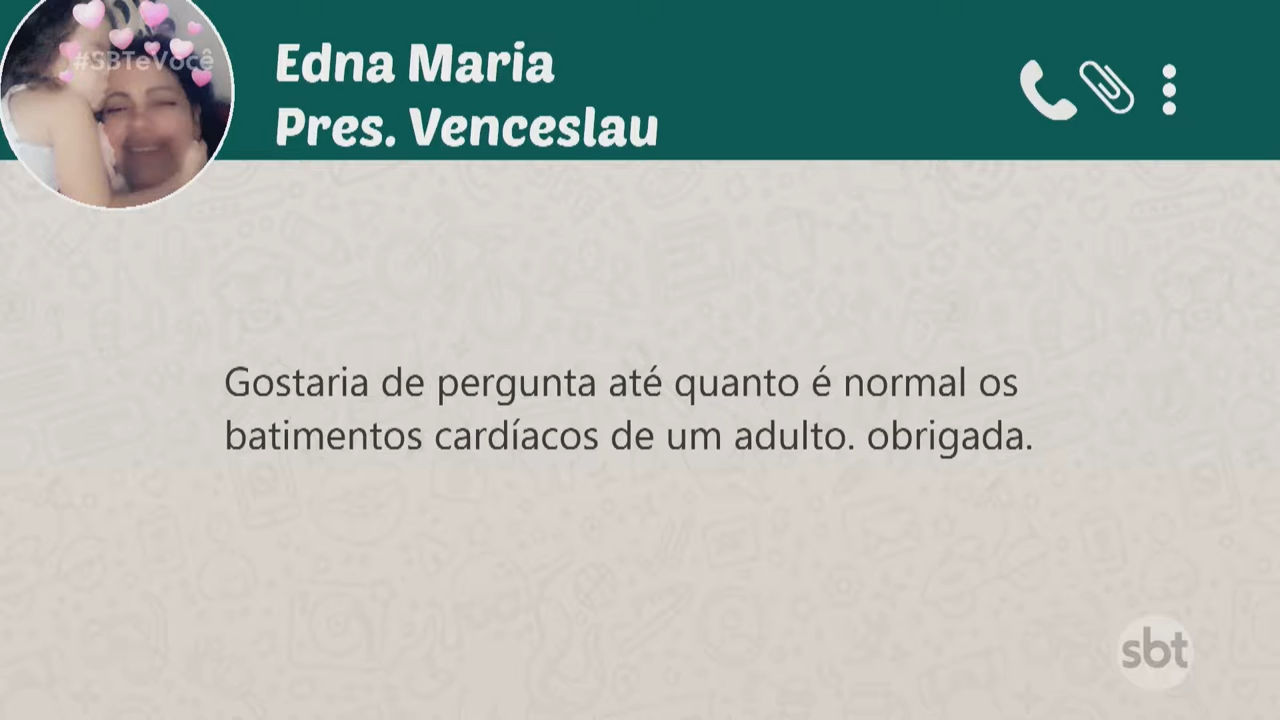 #SBTeVocê
Edna Maria
Pres. Venceslau
Gostaria de pergunta até quanto é normal os
batimentos cardíacos de um adulto. obrigada.
sbt